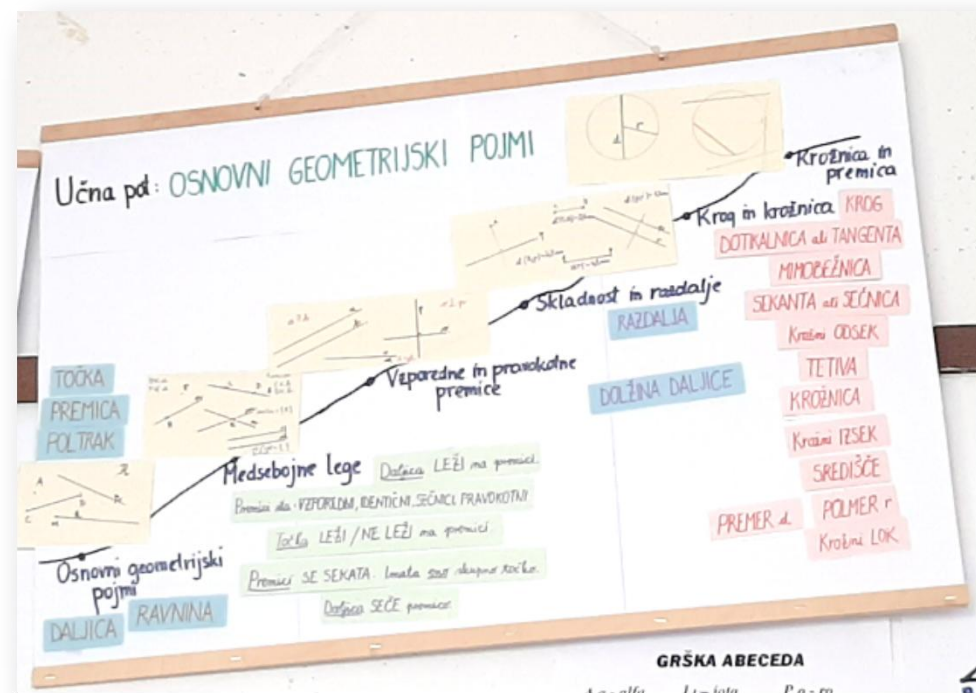 Učna pot: OSNOVNI GEOMETRIJSKI POJMI
Krožnica in
premica
Krog in krožnica
KROG
DOTIKALNICA ali TANGENTA
MIMOBEŽNICA
SEKANTA ali SEČNICA
Krožni ODSEK
TETIVA
KROŽNICA
Krožni IZSEK
SREDIŠČE
PREMER d
POLMER r
Krožni LOK
Skladnost in razdalje
RAZDALJA
DOLŽINA DALJICE
Vzporedne in pravokotne
premice
TOČKA
PREMICA
POLTRAK
Medsebojne lege
Daljica LEŽI na premici.
Premici sta: VZPOREDNI, IDENTIČNI, SEČNICI, PRAVOKOTNI
Točka LEŽI / NE LEŽI na premici.
Premici SE SEKATA. Imata eno skupno točko.
Daljica SEČE premico.
Osnovni geometrijski
pojmi
DALJICA
RAVNINA
GRŠKA ABECEDA